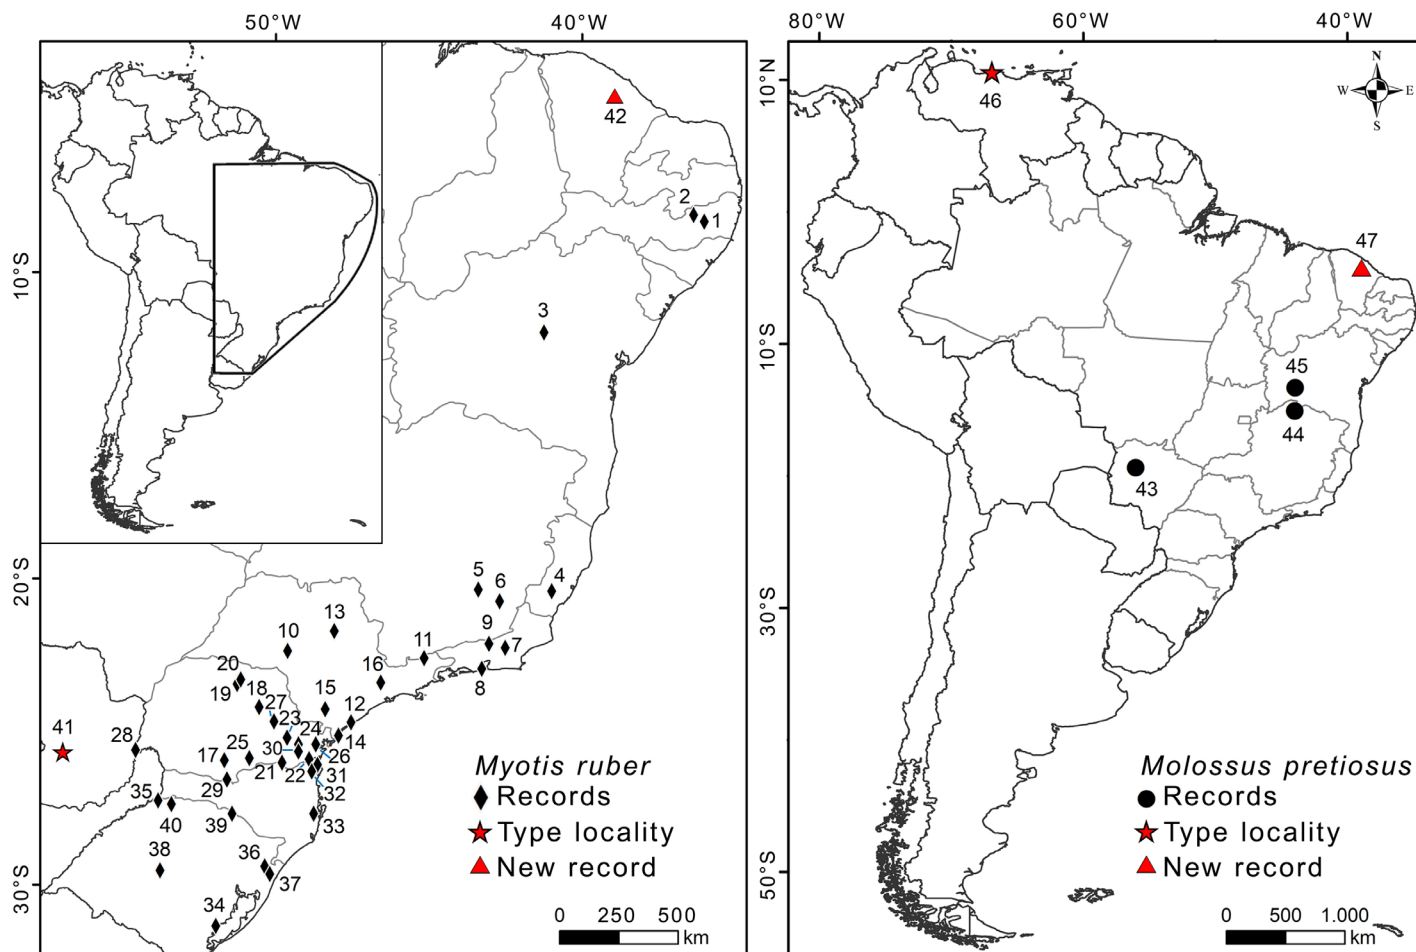 50°W
40°W
10°S
20°S
30°S
42
2
1
3
5
6
4
13
10
9
7
11
8
16
20
19
18
27
15
12
23
24
14
41
28
30
26
17
25
21
22
31
29
32
35
40
39
33
38
36
37
34
Myotis ruber
Records
Type locality
New record
0 250 500
km
80°W
60°W
40°W
10°N
10°S
30°S
50°S
N
W E
S
46
47
45
44
43
Molossus pretiosus
Records
Type locality
New record
0 500 1.000
km